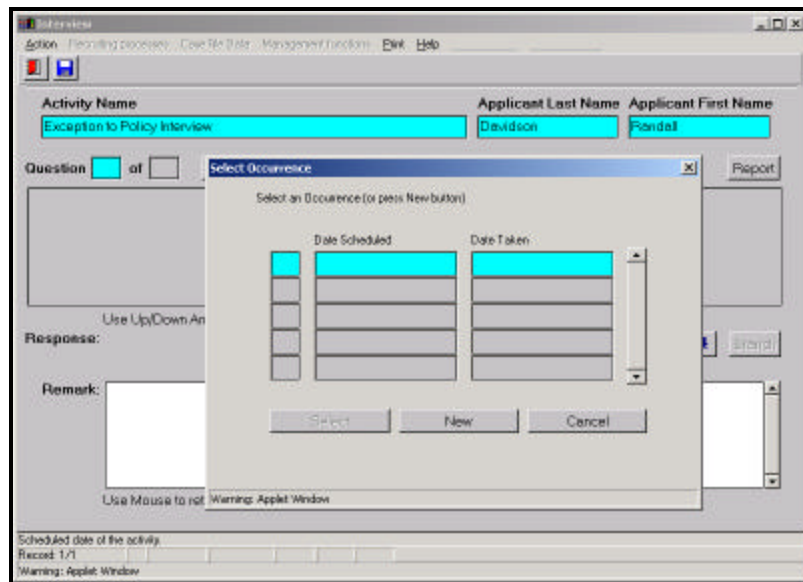 Interview
Action Recruiting processes Case File Data Management functions Print Help
Activity Name Applicant Last Name Applicant First Name
Exception to Policy Interview Davidson Randall
Question of Report
Select Occurrence
Select an Occurrence (or press New button)
Date Scheduled Date Taken
Use Up/Down
Response: Branch
Remark:
Select New Cancel
Use Mouse to
Warning: Applet Window
Scheduled date of the activity.
Record: 1/1
Warning: Applet Window